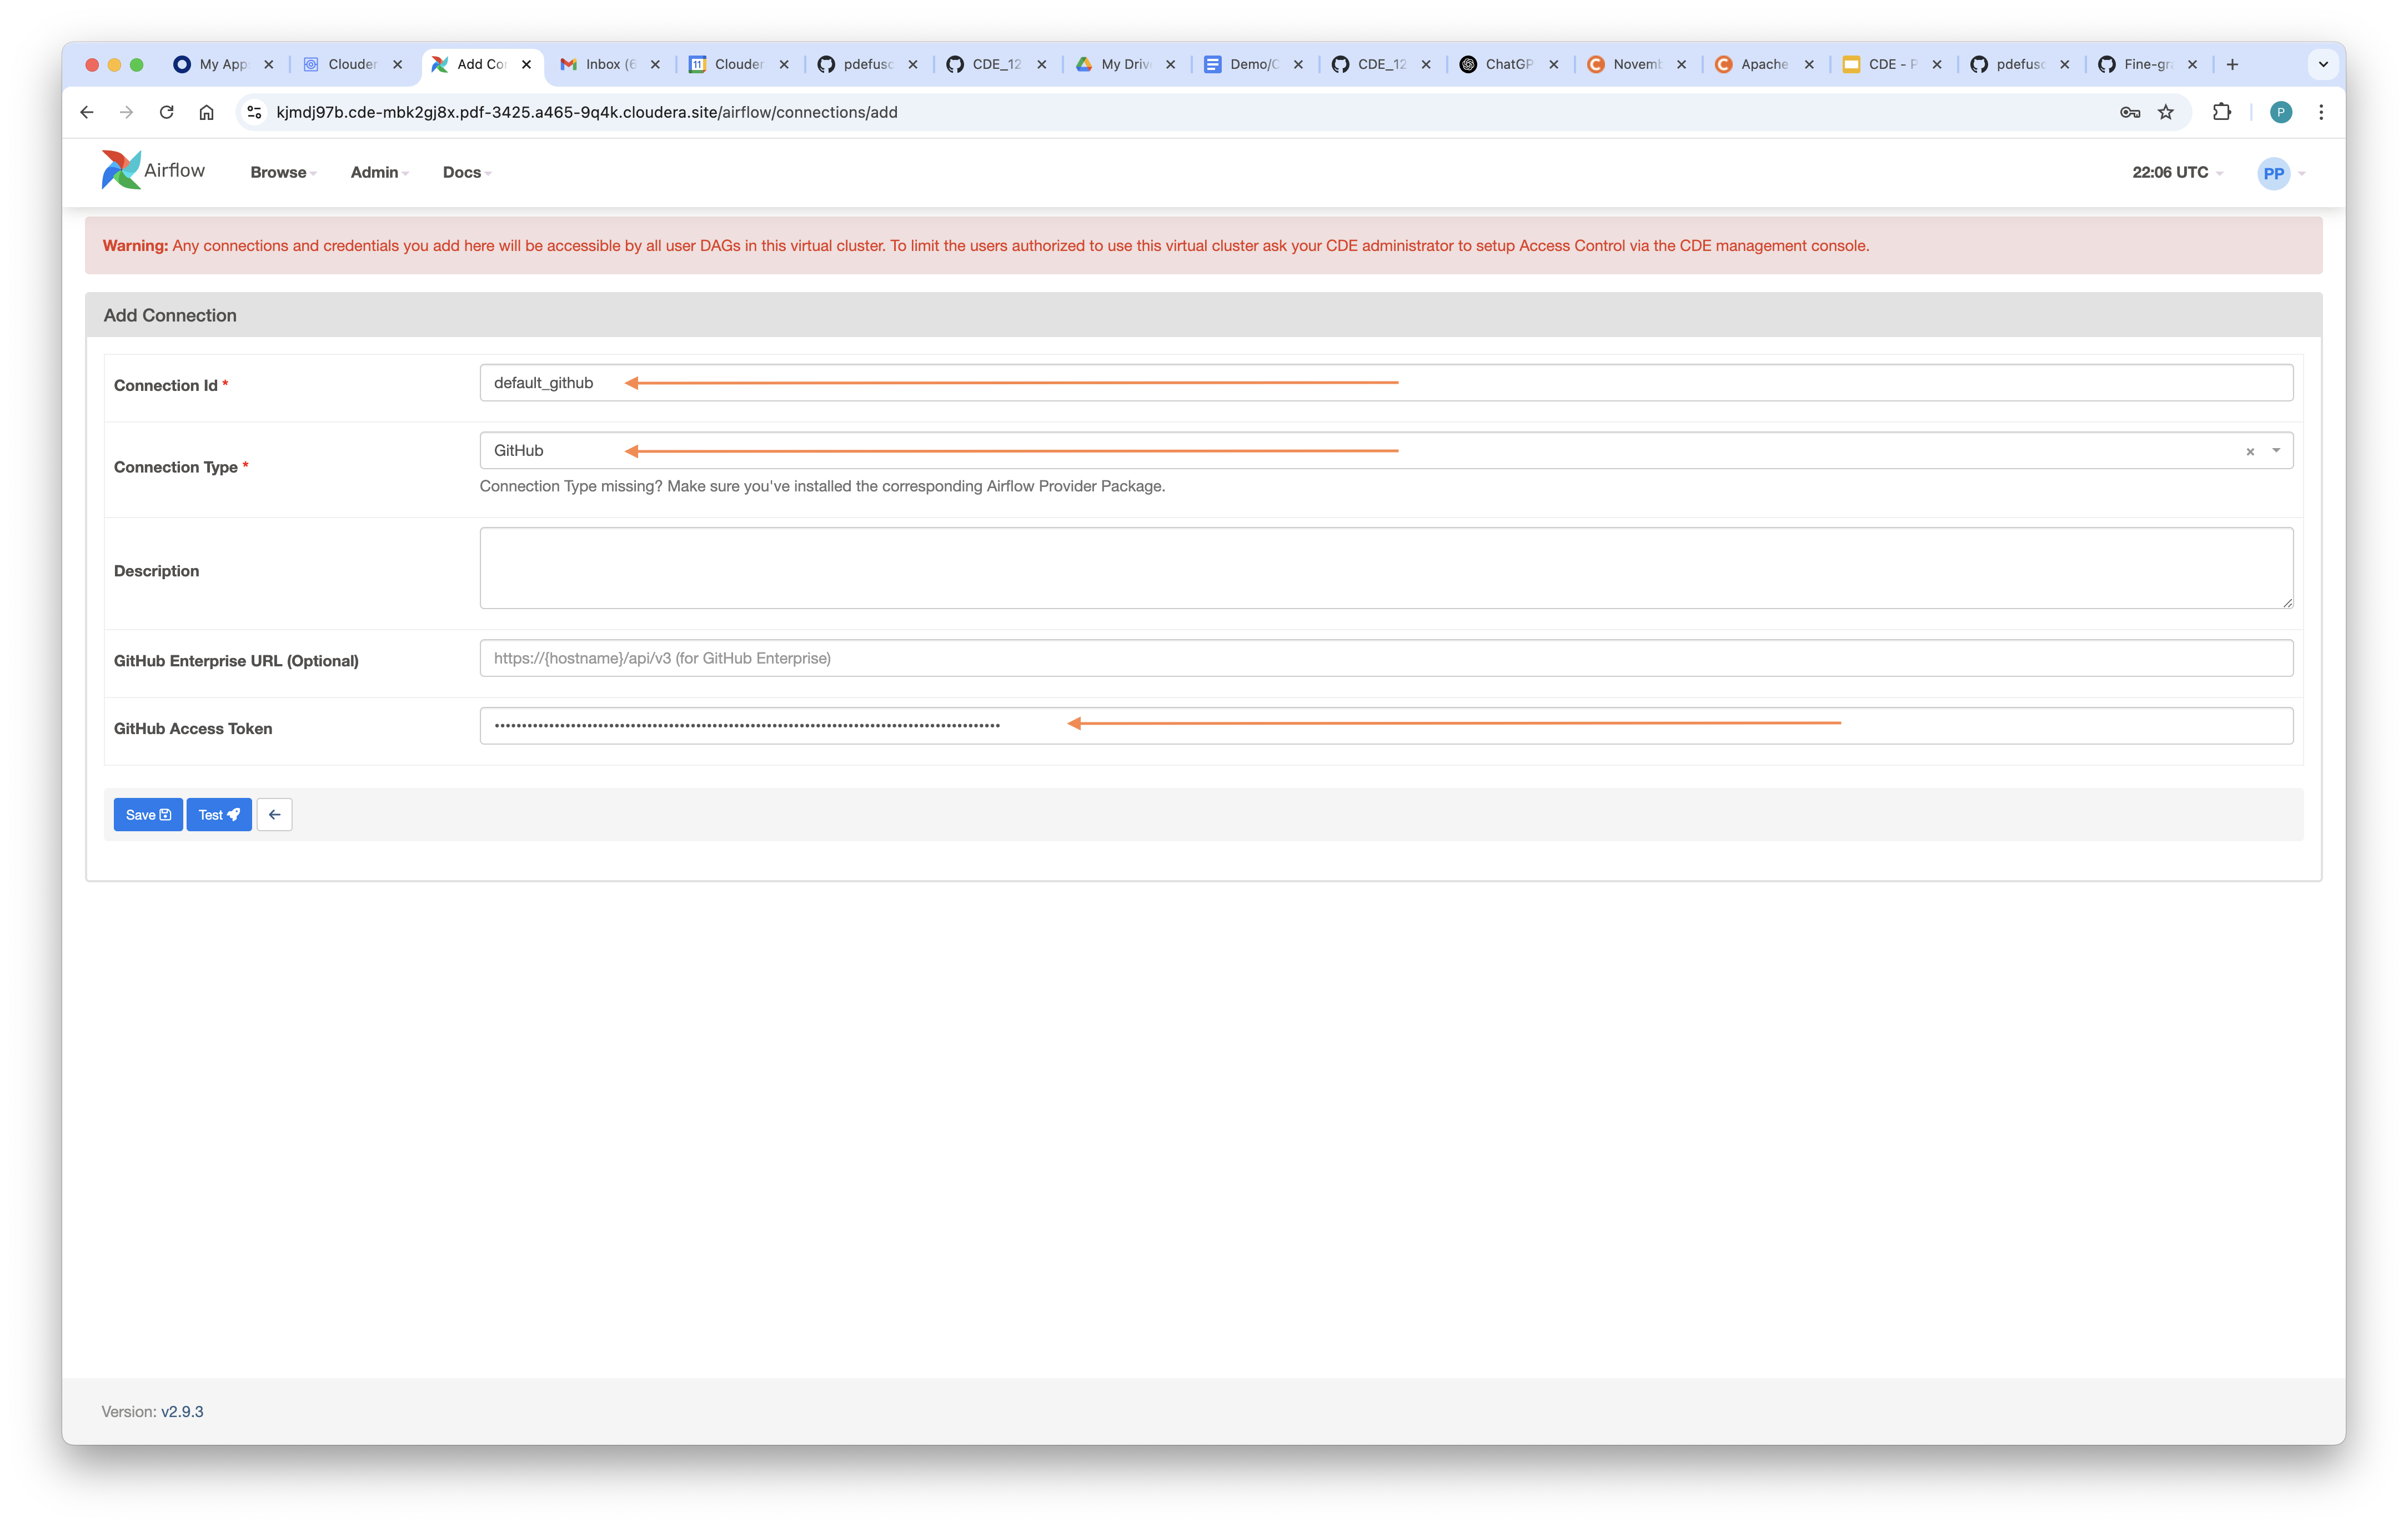 My App
Clouder
Add Cor
Inbox (6
11
Clouder
pdefusc
CDE_12
My Driv
Demo/C
CDE_12
ChatGP
Novemb
Apache
CDE - P
pdefusc
Fine-gra
kjmdj97b.cde-mbk2gj8x.pdf-3425.a465-9q4k.cloudera.site/airflow/connections/add
P
Airflow
Browse
Admin
Docs
22:06 UTC
PP
Warning: Any connections and credentials you add here will be accessible by all user DAGs in this virtual cluster. To limit the users authorized to use this virtual cluster ask your CDE administrator to setup Access Control via the CDE management console.
Add Connection
Connection Id *
default_github
Connection Type *
GitHub
Connection Type missing? Make sure you've installed the corresponding Airflow Provider Package.
Description
GitHub Enterprise URL (Optional)
https://{hostname}/api/v3 (for GitHub Enterprise)
GitHub Access Token
Save
Test
Version: v2.9.3